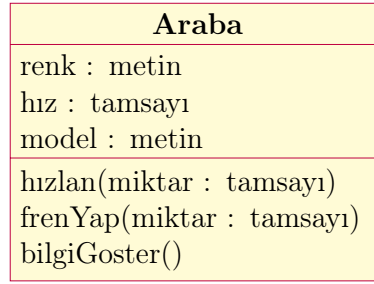 Araba
renk : metin
hız : tamsayı
model : metin
hızlan(miktar : tamsayı)
frenYap(miktar : tamsayı)
bilgiGoster()